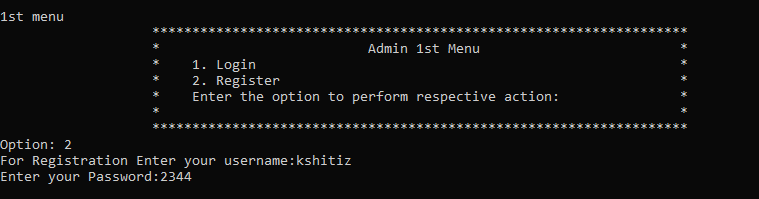 1st menu
*******************************************************************
* Admin 1st Menu *
* 1. Login *
* 2. Register *
* Enter the option to perform respective action: *
* *
*******************************************************************
Option: 2
For Registration Enter your username:kshitiz
Enter your Password:2344